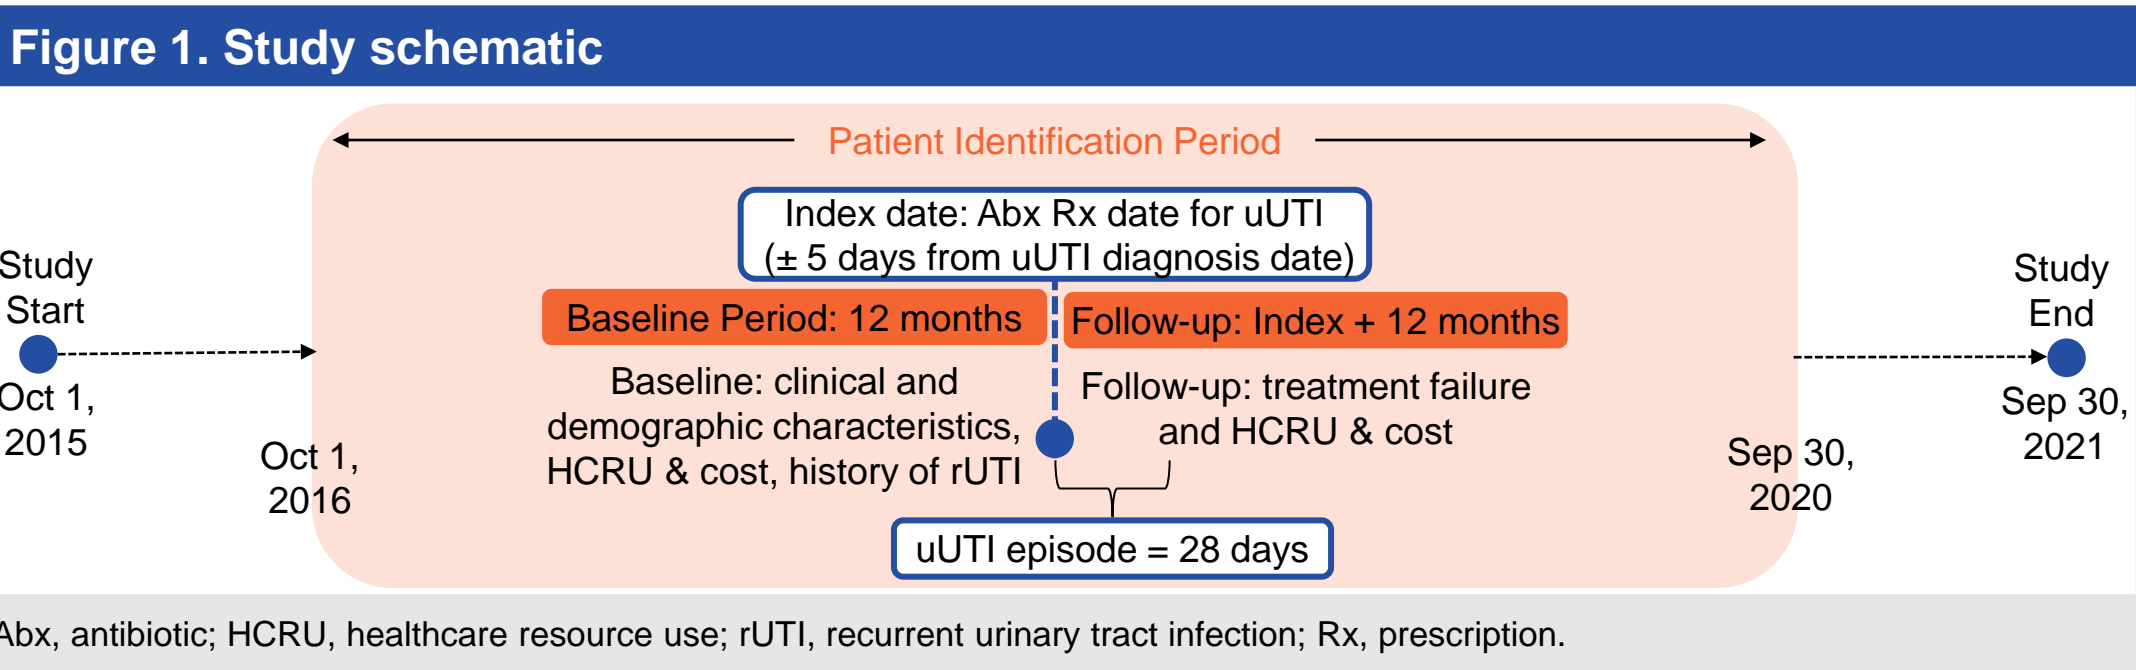 Figure 1. Study schematic
Patient Identification Period
Index date: Abx Rx date for uUTI
(± 5 days from uUTI diagnosis date)
Study
Start
Oct 1,
2015
Oct 1,
2016
Baseline Period: 12 months
Baseline: clinical and
demographic characteristics,
HCRU & cost, history of rUTI
Follow-up: Index + 12 months
Follow-up: treatment failure
and HCRU & cost
uUTI episode = 28 days
Sep 30,
2020
Study
End
Sep 30,
2021
Abx, antibiotic; HCRU, healthcare resource use; rUTI, recurrent urinary tract infection; Rx, prescription.